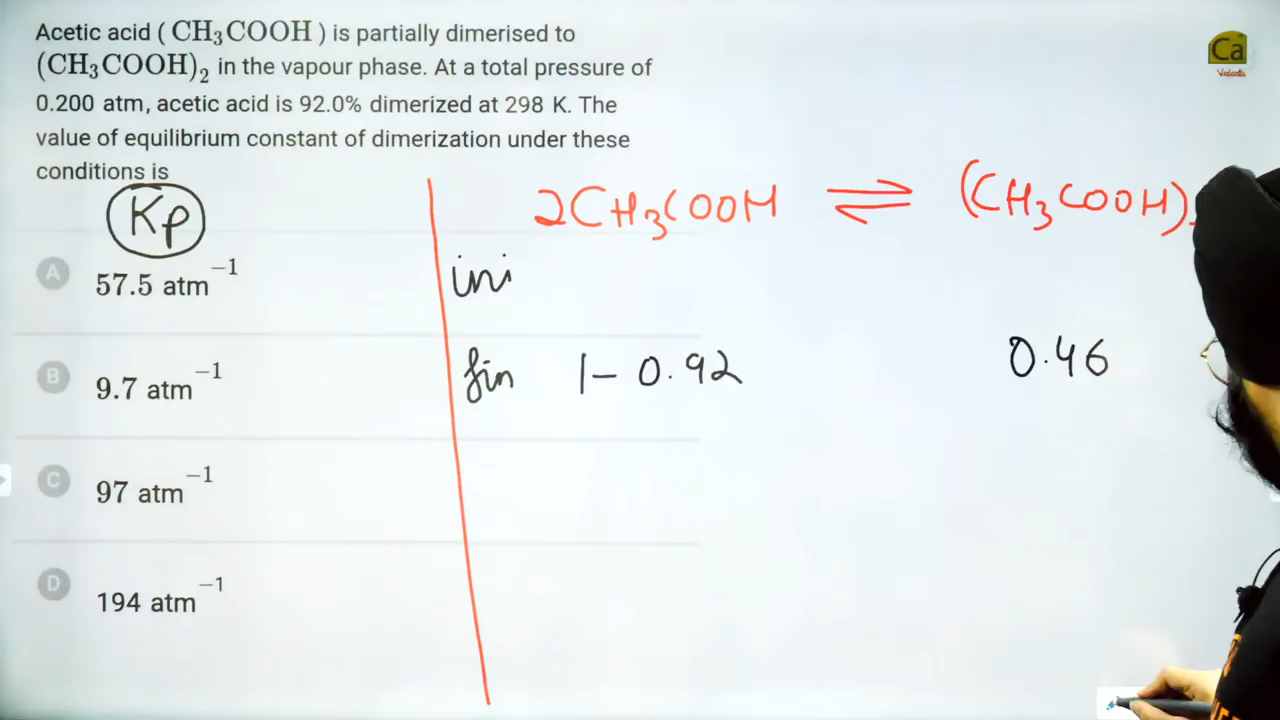 Acetic acid ( CH₃COOH ) is partially dimerised to
(CH₃COOH)₂ in the vapour phase. At a total pressure of
0.200 atm, acetic acid is 92.0% dimerized at 298 K. The
value of equilibrium constant of dimerization under these
conditions is
Kp
A 57.5 atm⁻¹
B 9.7 atm⁻¹
C 97 atm⁻¹
D 194 atm⁻¹
2CH₃COOH ⇌ (CH₃COOH)
ini
fin 1 - 0.92 0.46
Ca
Vedantu